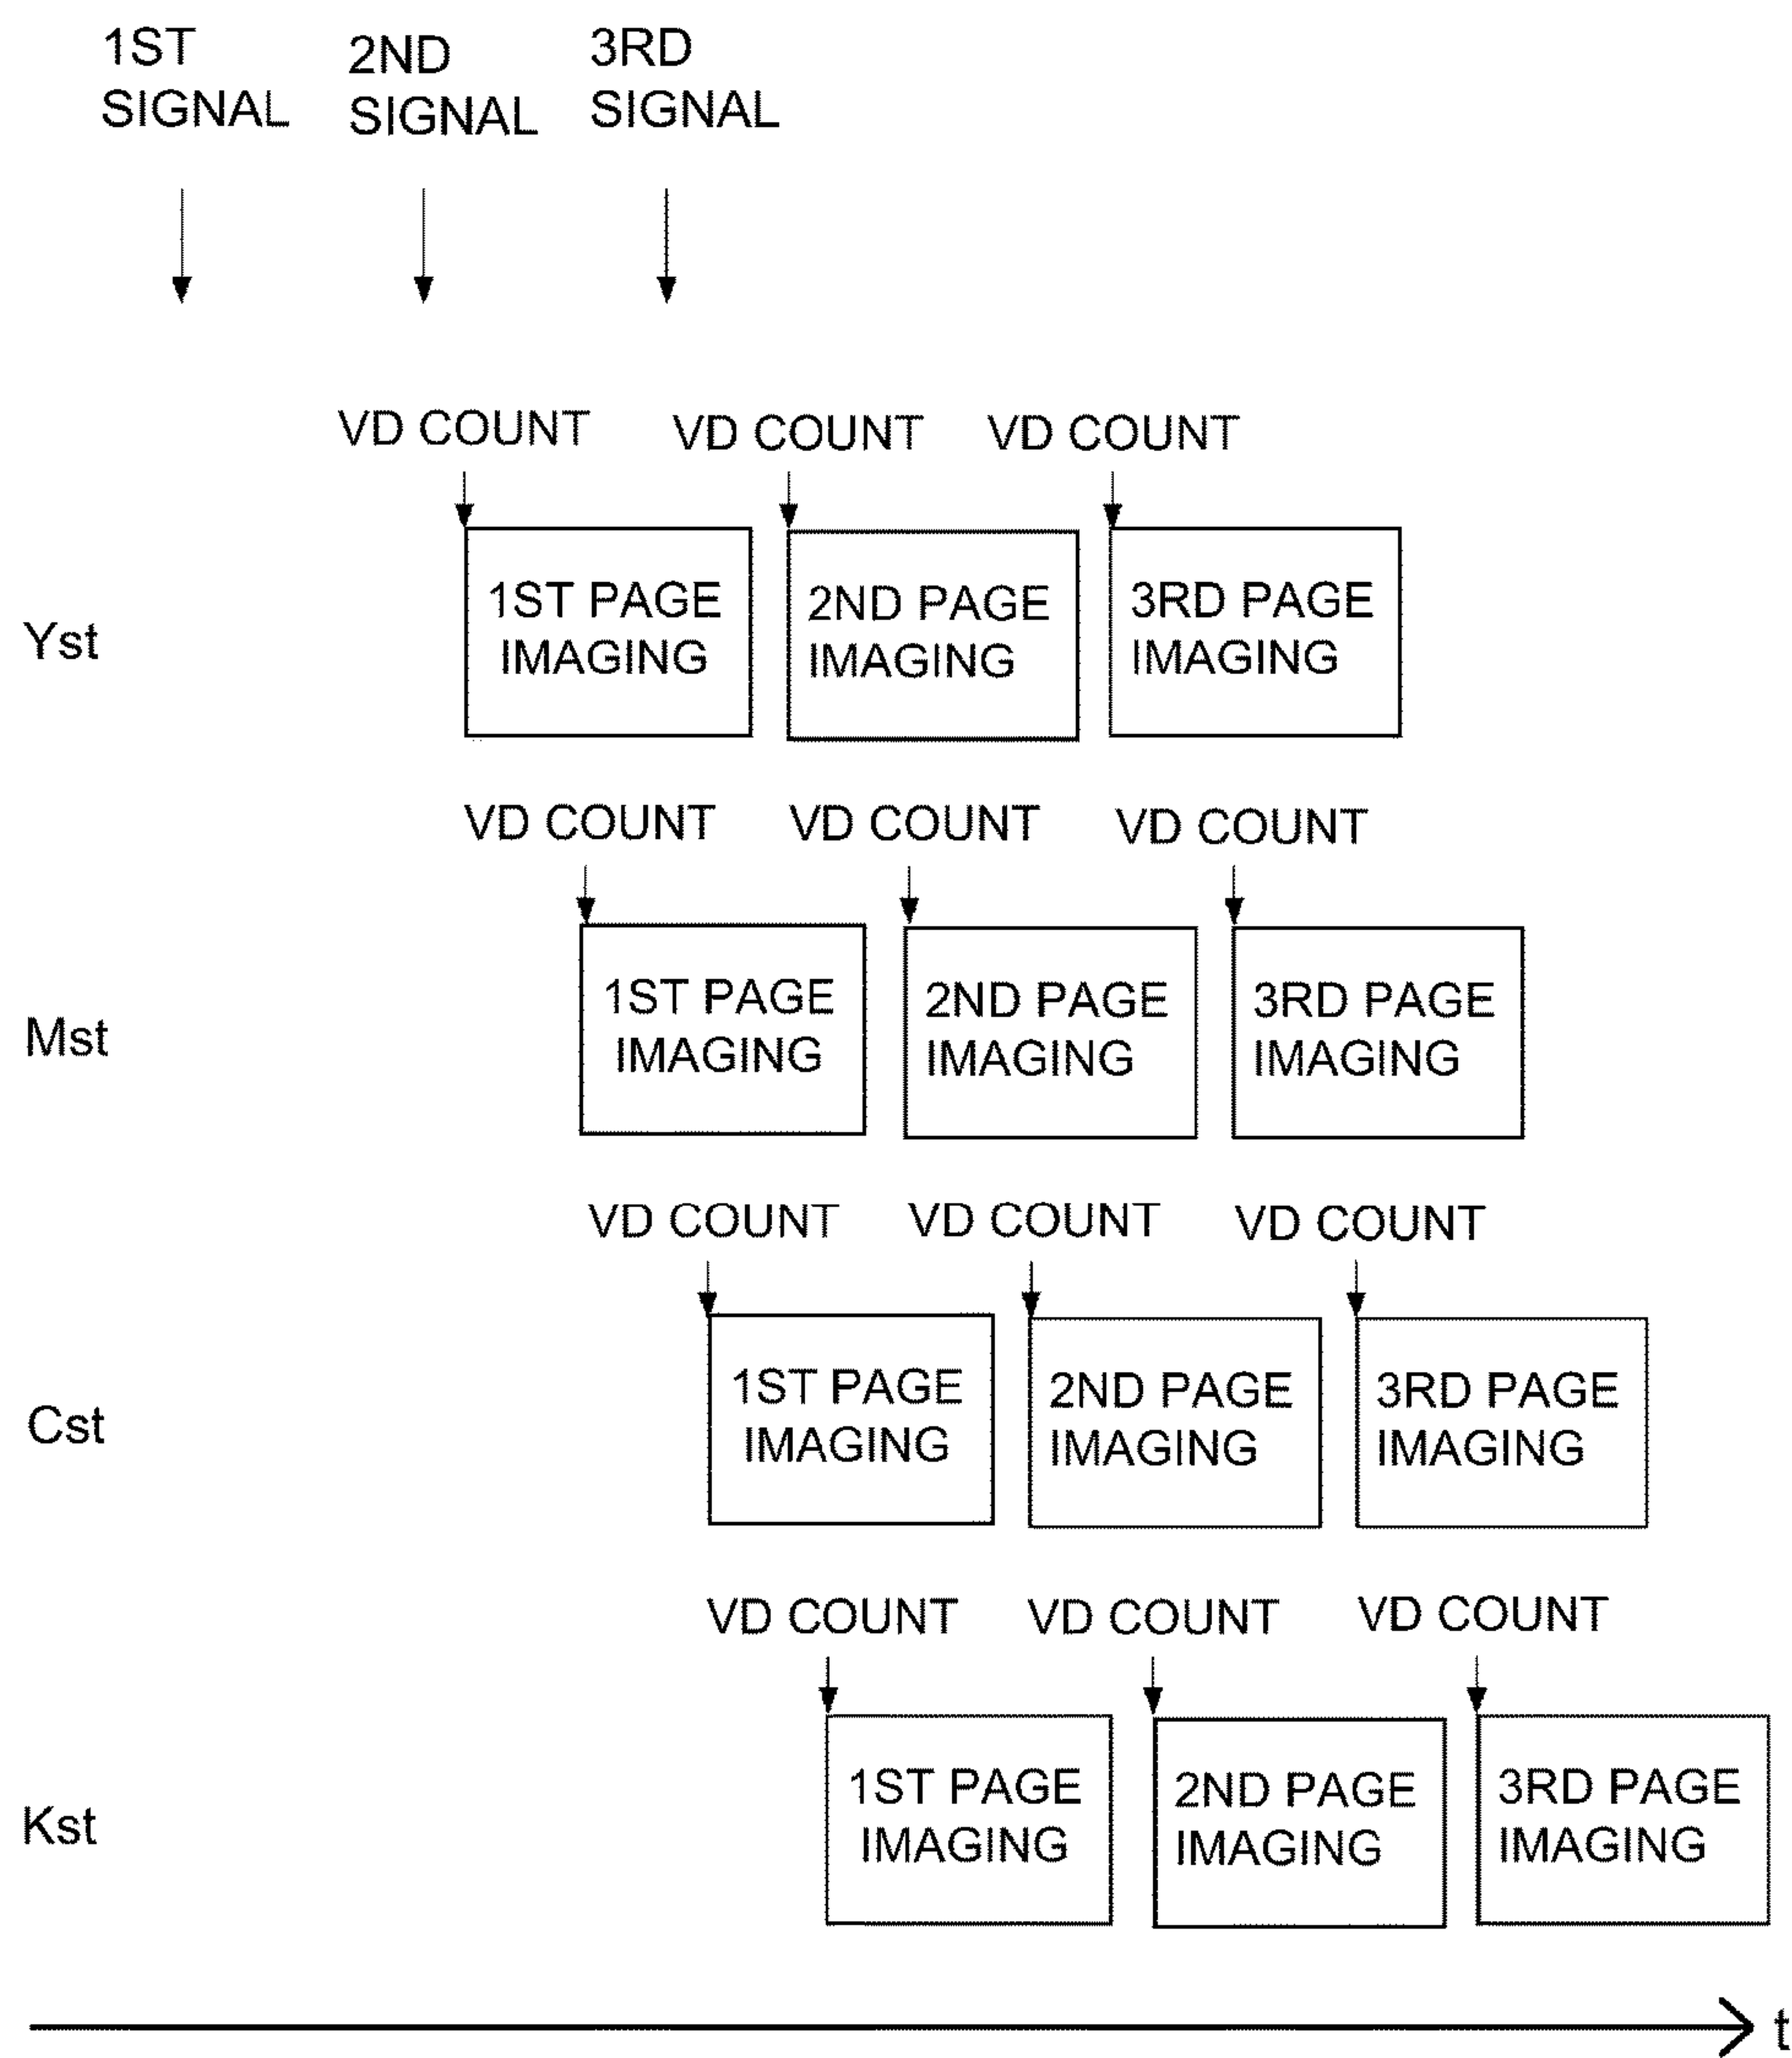 1ST
SIGNAL
2ND
SIGNAL
3RD
SIGNAL
VD COUNT
VD COUNT
VD COUNT
Yst
1ST PAGE
IMAGING
2ND PAGE
IMAGING
3RD PAGE
IMAGING
VD COUNT
VD COUNT
VD COUNT
Mst
1ST PAGE
IMAGING
2ND PAGE
IMAGING
3RD PAGE
IMAGING
VD COUNT
VD COUNT
VD COUNT
Cst
1ST PAGE
IMAGING
2ND PAGE
IMAGING
3RD PAGE
IMAGING
VD COUNT
VD COUNT
VD COUNT
Kst
1ST PAGE
IMAGING
2ND PAGE
IMAGING
3RD PAGE
IMAGING
t